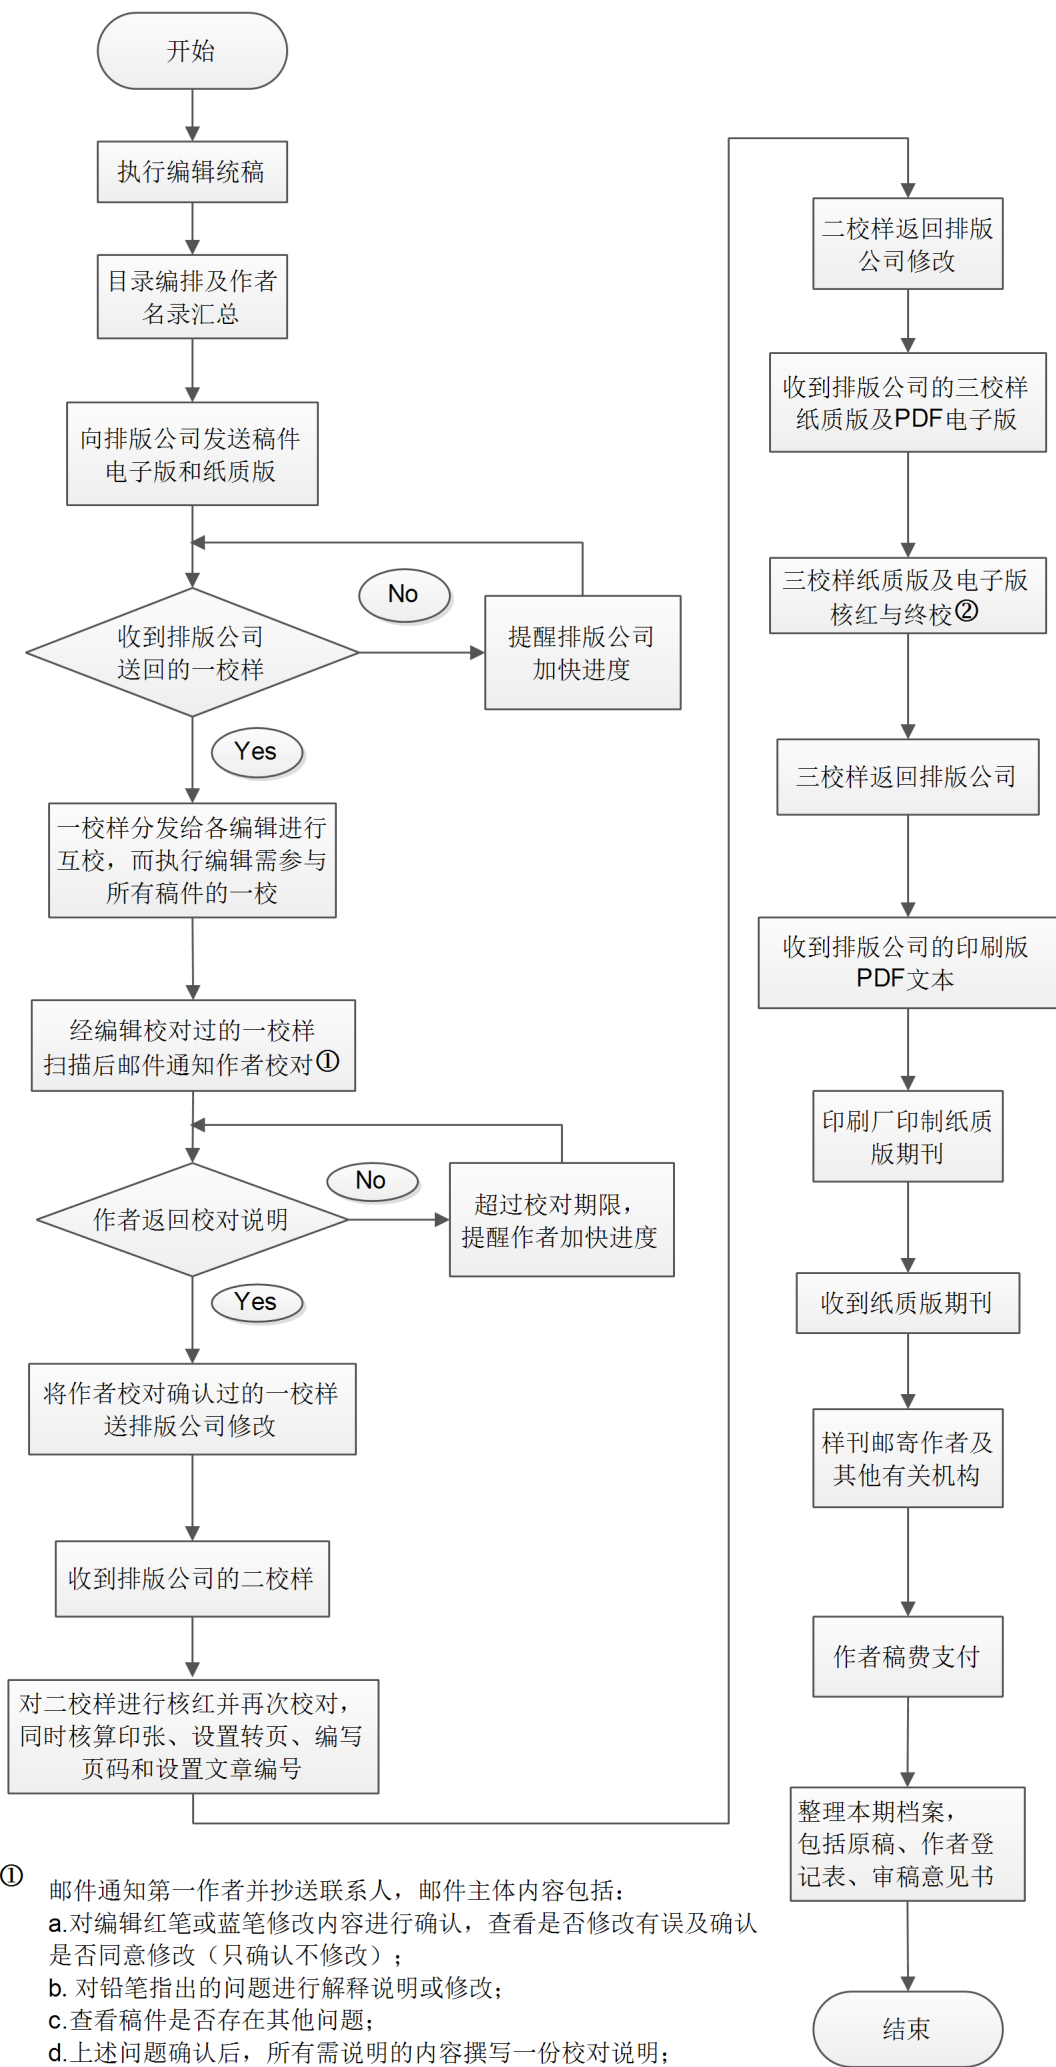 开始
执行编辑统稿
目录编排及作者
名录汇总
向排版公司发送稿件
电子版和纸质版
收到排版公司
送回的一校样
No
提醒排版公司
加快进度
Yes
一校样分发给各编辑进行
互校，而执行编辑需参与
所有稿件的一校
经编辑校对过的一校样
扫描后邮件通知作者校对①
作者返回校对说明
No
超过校对期限，
提醒作者加快进度
Yes
将作者校对确认过的一校样
送排版公司修改
收到排版公司的二校样
对二校样进行核红并再次校对，
同时核算印张、设置转页、编写
页码和设置文章编号
二校样返回排版
公司修改
收到排版公司的三校样
纸质版及PDF电子版
三校样纸质版及电子版
核红与终校②
三校样返回排版公司
收到排版公司的印刷版
PDF文本
印刷厂印制纸质
版期刊
收到纸质版期刊
样刊邮寄作者及
其他有关机构
作者稿费支付
整理本期档案，
包括原稿、作者登
记表、审稿意见书
结束
①
邮件通知第一作者并抄送联系人，邮件主体内容包括：
a.对编辑红笔或蓝笔修改内容进行确认，查看是否修改有误及确认
是否同意修改（只确认不修改）；
b. 对铅笔指出的问题进行解释说明或修改；
c.查看稿件是否存在其他问题；
d.上述问题确认后，所有需说明的内容撰写一份校对说明；